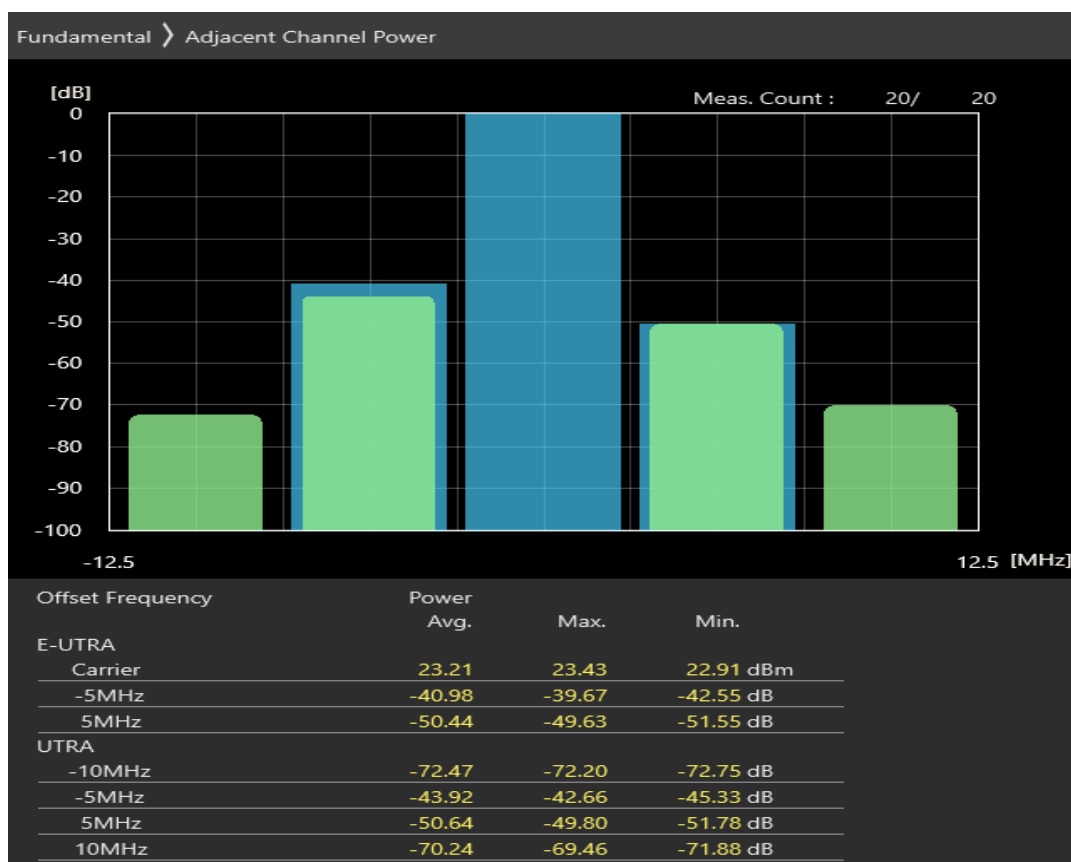 Fundamental 》 Adjacent Channel Power
[dB]
Meas. Count : 20/ 20
0
-10
-20
-30
-40
-50
-60
-70
-80
-90
-100
-12.5 12.5 [MHz]
Offset Frequency Power
Avg. Max. Min.
E-UTRA
Carrier 23.21 23.43 22.91 dBm
-5MHz -40.98 -39.67 -42.55 dB
5MHz -50.44 -49.63 -51.55 dB
UTRA
-10MHz -72.47 -72.20 -72.75 dB
-5MHz -43.92 -42.66 -45.33 dB
5MHz -50.64 -49.80 -51.78 dB
10MHz -70.24 -69.46 -71.88 dB